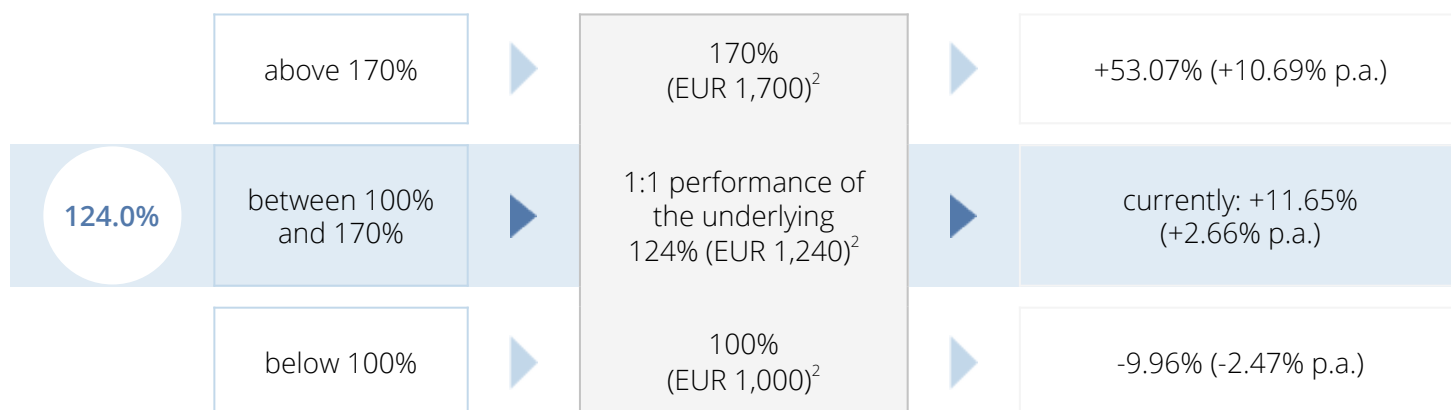 above 170%
170%
(EUR 1,700)2
+53.07% (+10.69% p.a.)
124.0%
between 100%
and 170%
1:1 performance of
the underlying
124% (EUR 1,240)2
currently: +11.65%
(+2.66% p.a.)
below 100%
100%
(EUR 1,000)2
-9.96% (-2.47% p.a.)